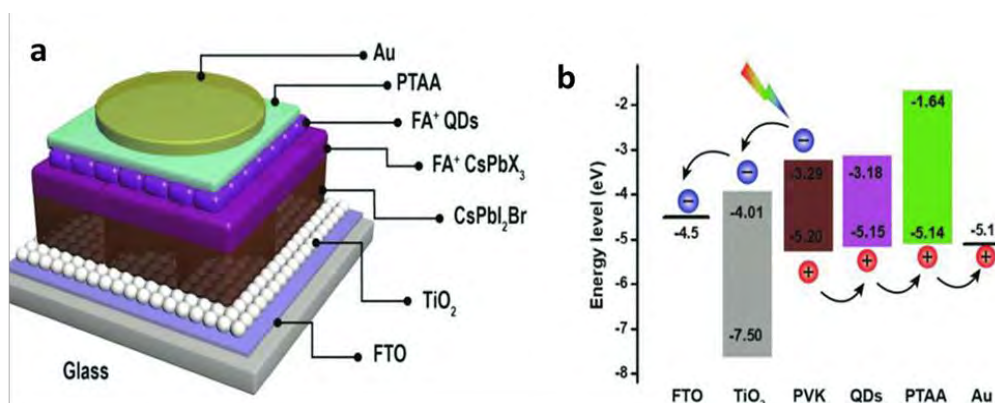 a
Au
PTAA
FA⁺ QDs
FA⁺ CsPbX₃
CsPbI₂Br
TiO₂
FTO
Glass
b
Energy level (eV)
-2
-3
-4
-5
-6
-7
-8
-4.5
-4.01
-7.50
-3.29
-5.20
-3.18
-5.15
-1.64
-5.14
-5.1
FTO TiO₂ PVK QDs PTAA Au